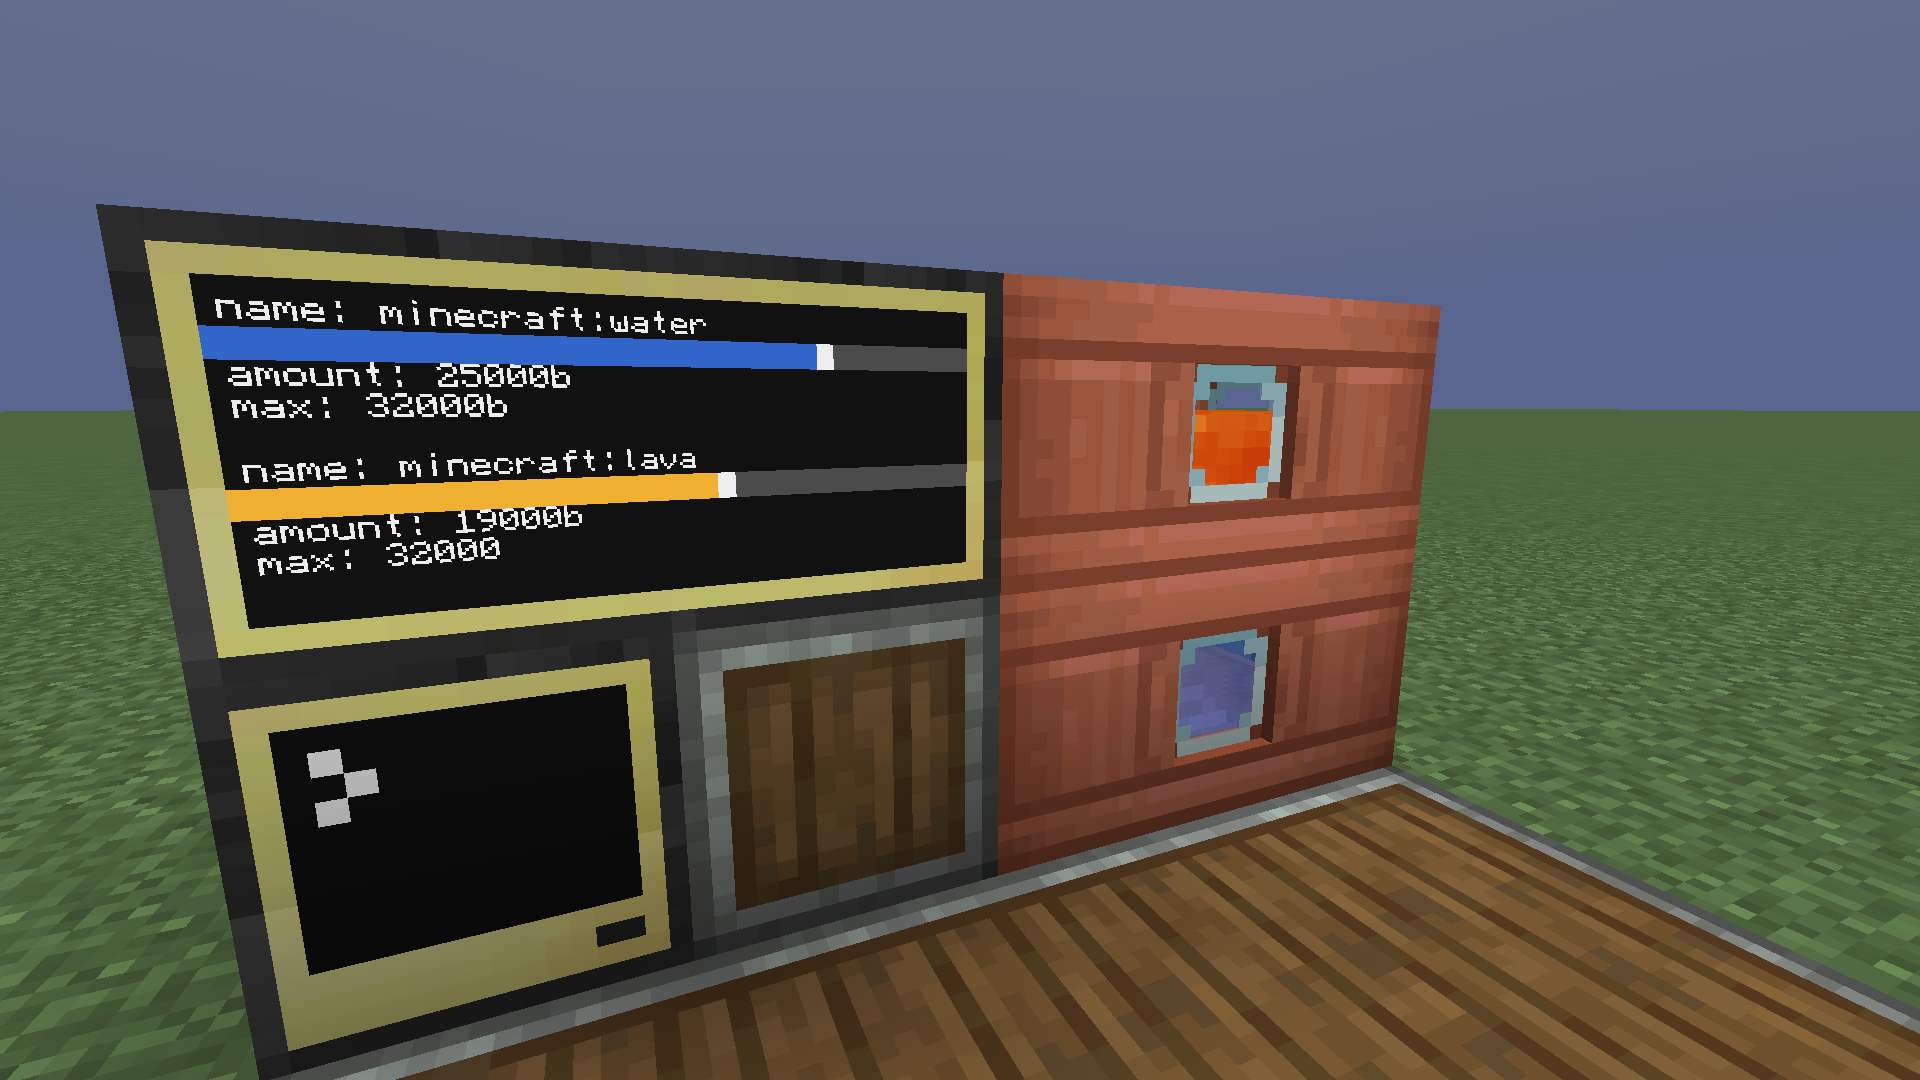 name: minecraft:water
amount: 25000b
max: 32000b
name: minecraft:lava
amount: 19000b
max: 32000
>